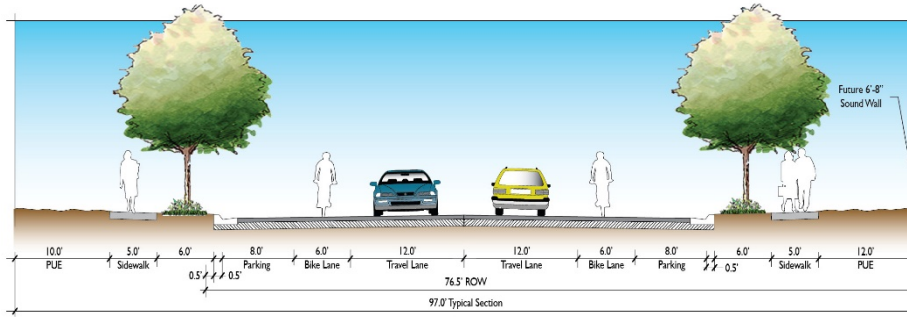 Future 6'-8"
Sound Wall
10.0' 5.0' 6.0' 8.0' 6.0' 12.0' 12.0' 6.0' 8.0' 6.0' 5.0' 12.0'
PUE Sidewalk Parking Bike Lane Travel Lane Travel Lane Bike Lane Parking Sidewalk PUE
0.5' 0.5' 0.5'
76.5' ROW
97.0' Typical Section